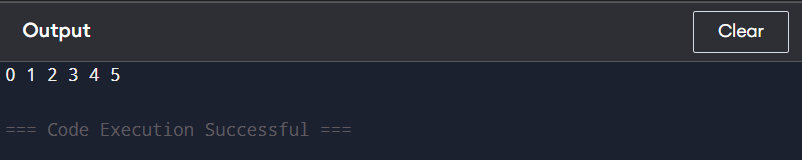 Output
Clear
0 1 2 3 4 5
=== Code Execution Successful ===